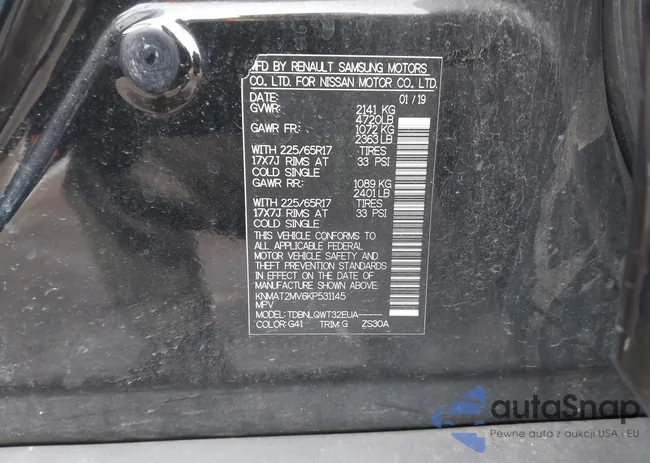 MFD BY RENAULT SAMSUNG MOTORS
CO. LTD. FOR NISSAN MOTOR CO., LTD.
DATE: 01/19
GVWR: 2141 KG
4720LB
GAWR FR: 1072 KG
2363 LB
WITH 225/65R17 TIRES
17X7J RIMS AT 33 PSI
COLD SINGLE
GAWR RR: 1089 KG
2401 LB
WITH 225/65R17 TIRES
17X7J RIMS AT 33 PSI
COLD SINGLE
THIS VEHICLE CONFORMS TO
ALL APPLICABLE FEDERAL
MOTOR VEHICLE SAFETY AND
THEFT PREVENTION STANDARDS
IN EFFECT ON THE DATE OF
MANUFACTURE SHOWN ABOVE.
KNMAT2MV6KP531145
MPV
MODEL: TDBNLQWT32EUA-----
COLOR: G41 TRIM: G ZS30A
autaSnap
Pewne auta z aukcji USA i EU